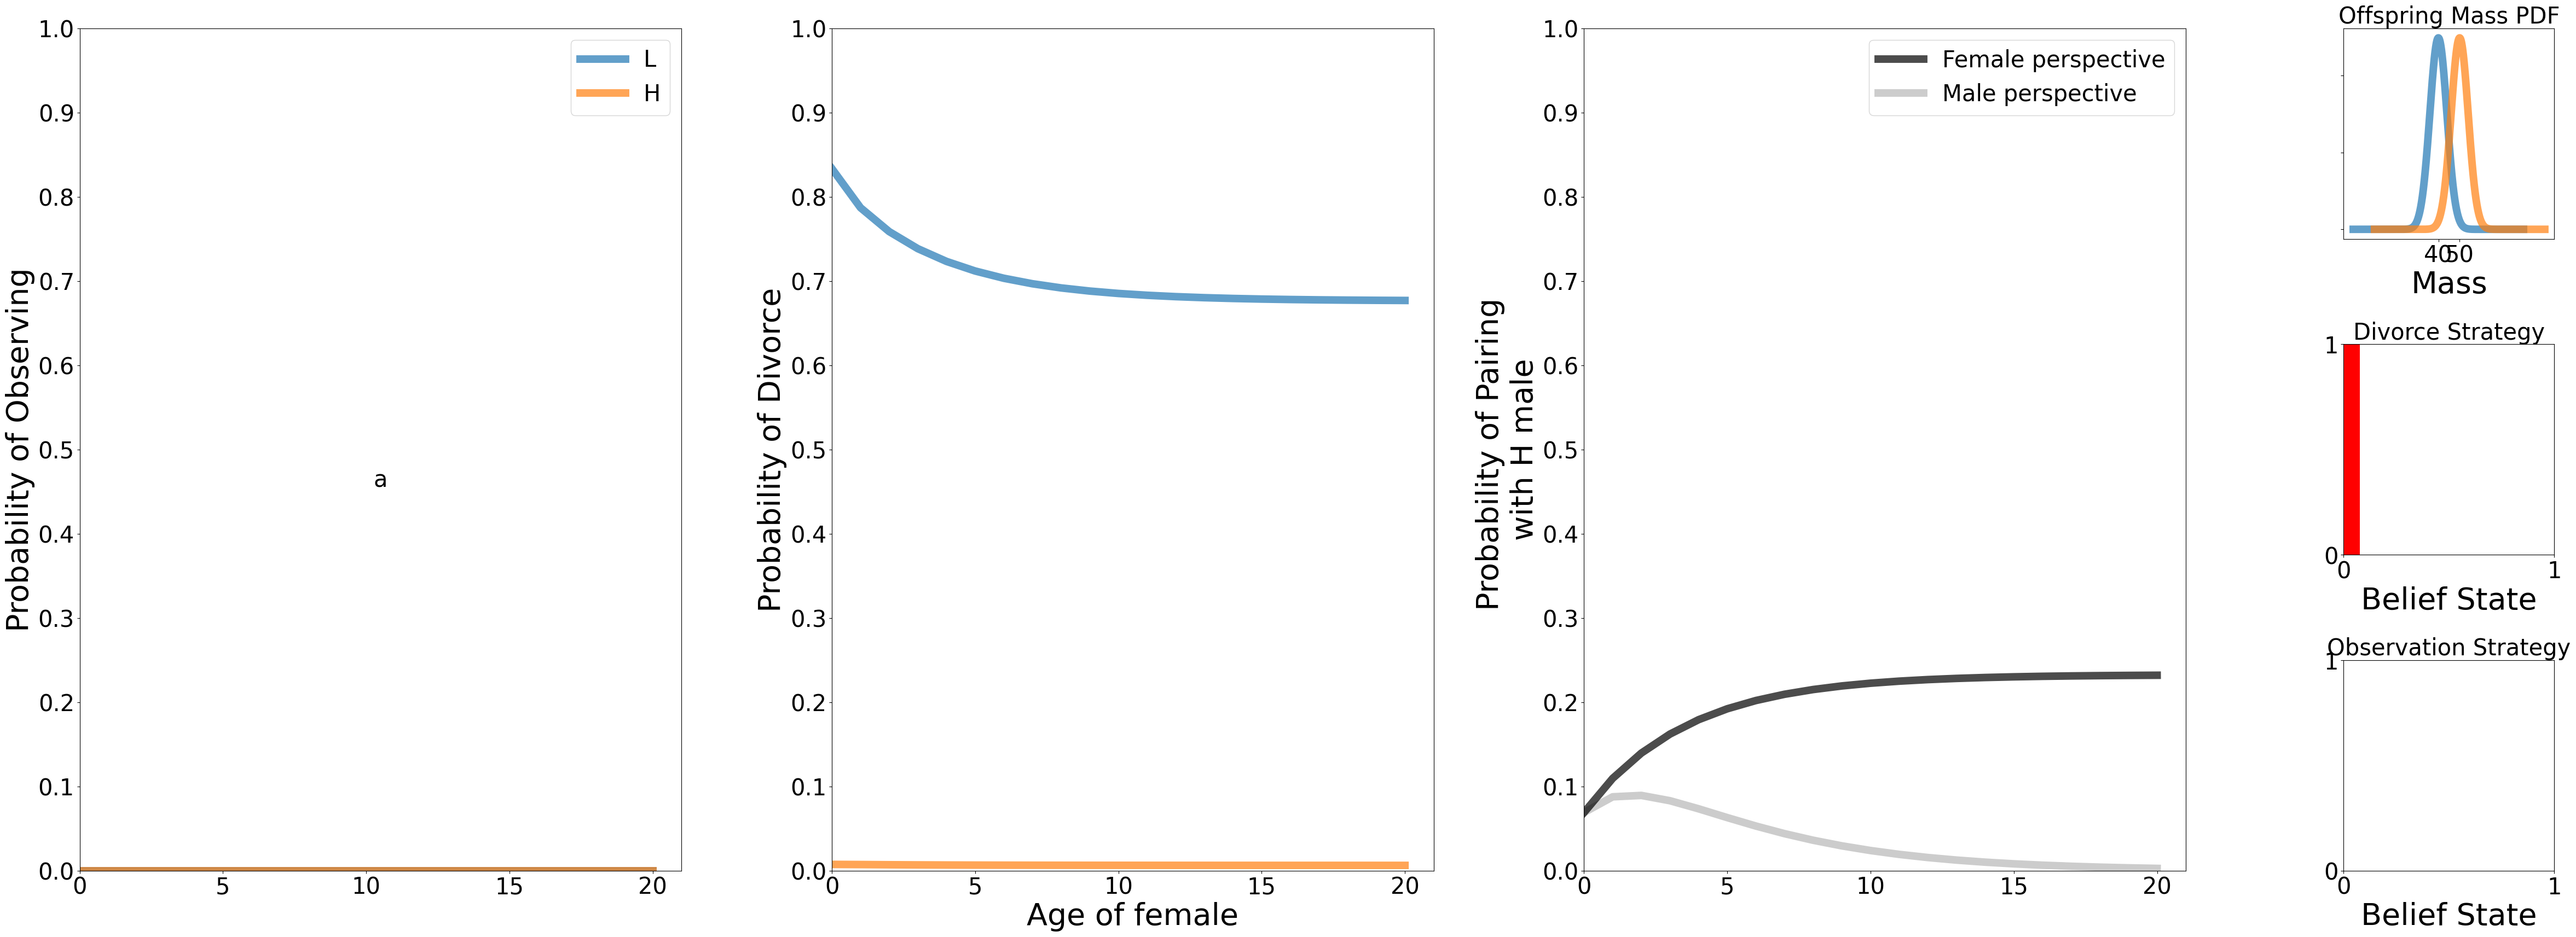 Probability of Observing
1.0
0.9
0.8
0.7
0.6
0.5
0.4
0.3
0.2
0.1
0.0
0 5 10 15 20
L
H
a
Probability of Divorce
1.0
0.9
0.8
0.7
0.6
0.5
0.4
0.3
0.2
0.1
0.0
0 5 10 15 20
Age of female
Probability of Pairing
with H male
1.0
0.9
0.8
0.7
0.6
0.5
0.4
0.3
0.2
0.1
0.0
0 5 10 15 20
Female perspective
Male perspective
Offspring Mass PDF
40 50
Mass
Divorce Strategy
1
0
0 1
Belief State
Observation Strategy
1
0
0 1
Belief State